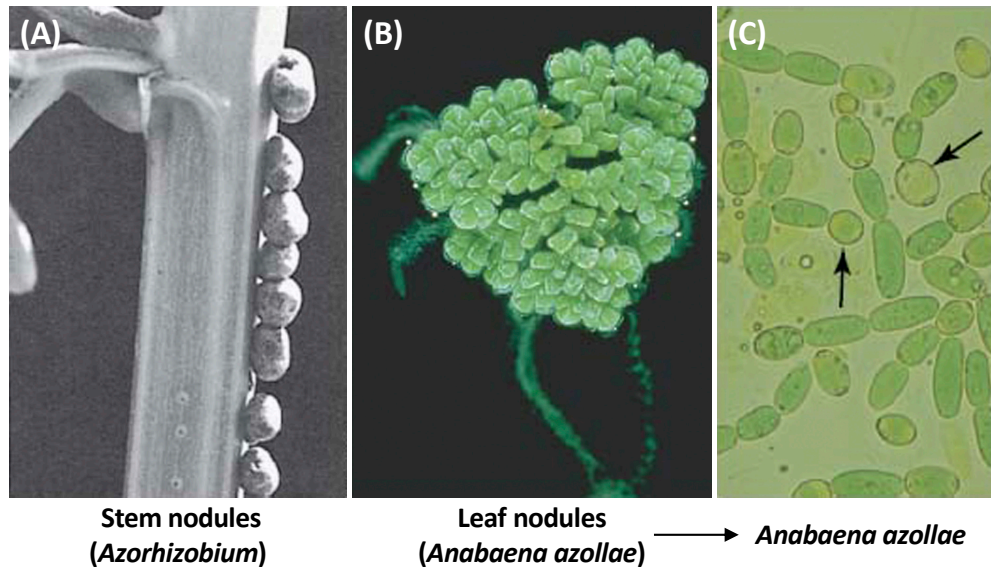 (A)
(B)
(C)
Stem nodules
(Azorhizobium)
Leaf nodules
(Anabaena azollae)
Anabaena azollae